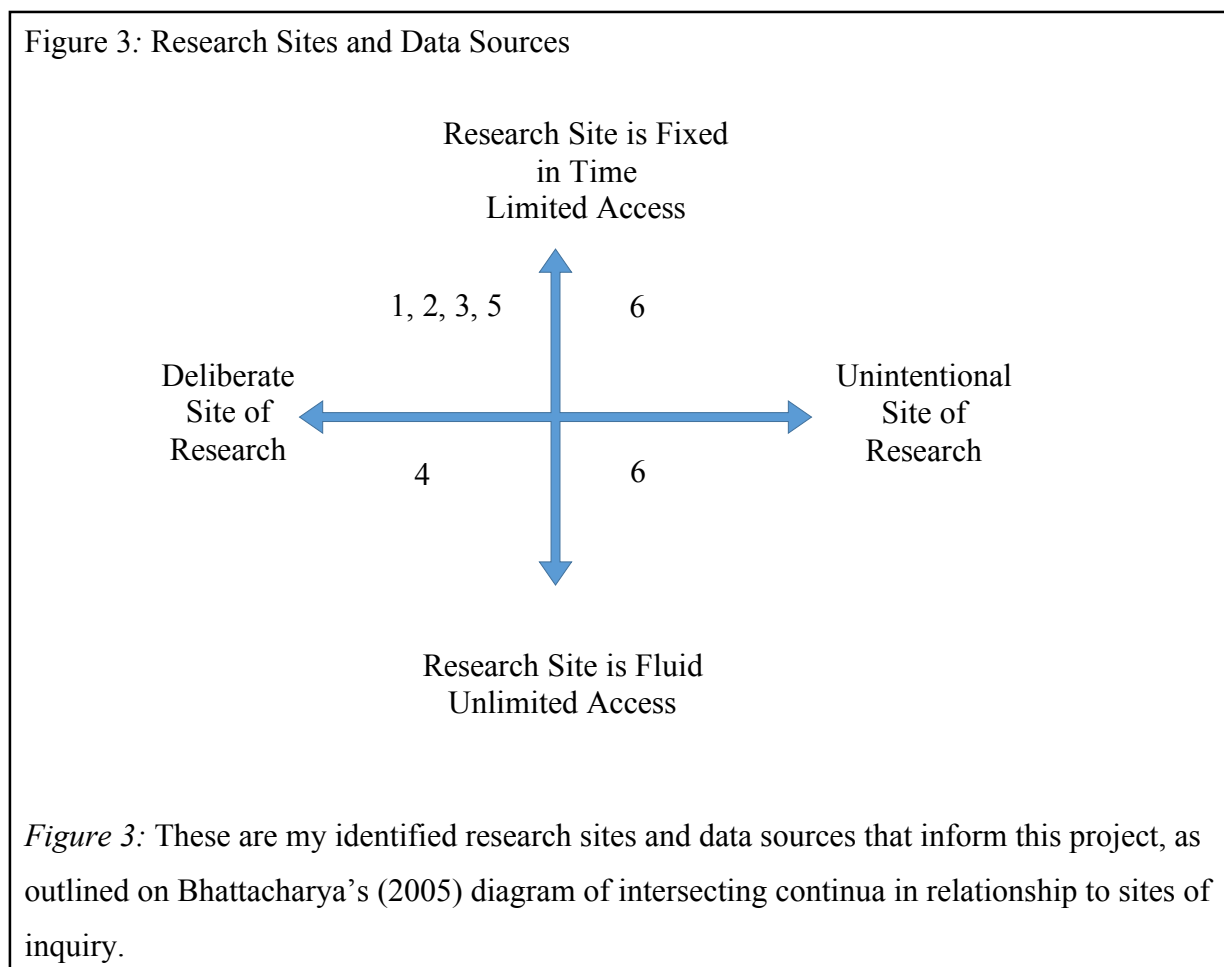 Figure 3: Research Sites and Data Sources
Research Site is Fixed
in Time
Limited Access
1, 2, 3, 5
6
Deliberate
Site of
Research
Unintentional
Site of
Research
4
6
Research Site is Fluid
Unlimited Access
Figure 3: These are my identified research sites and data sources that inform this project, as
outlined on Bhattacharya’s (2005) diagram of intersecting continua in relationship to sites of
inquiry.